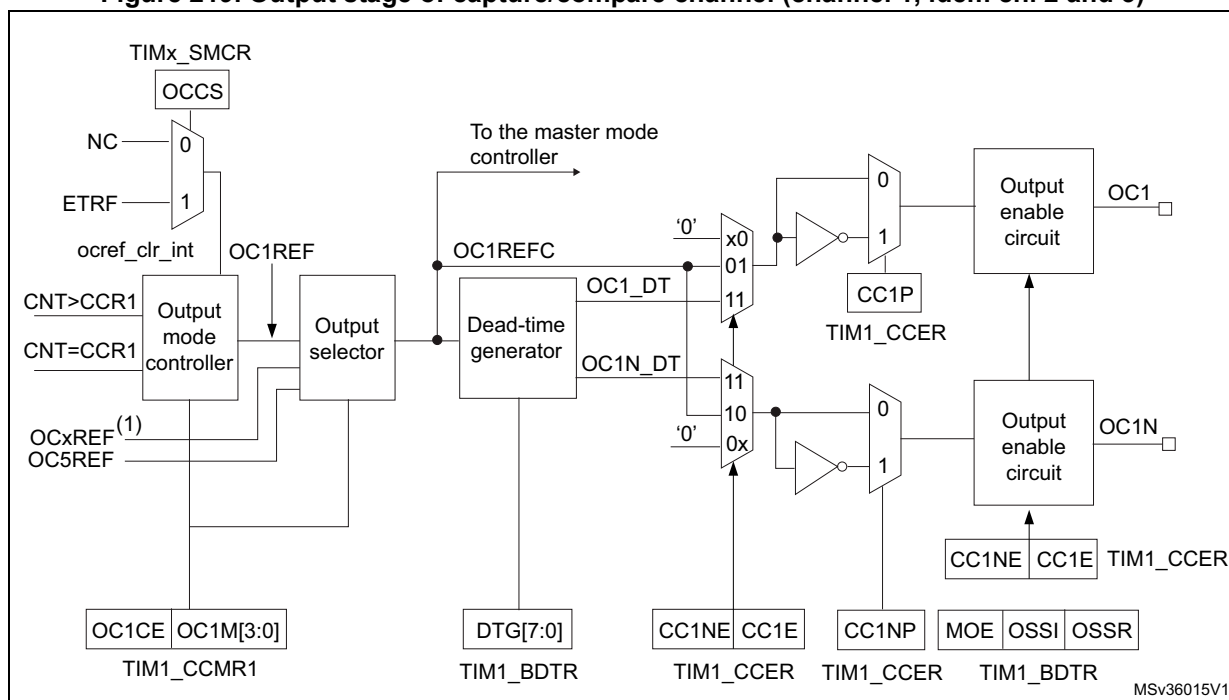 Figure 210. Output stage of capture/compare channel (channel 1, idem ch. 2 and 3)
TIMx_SMCR
OCCS
NC
0
ETRF
1
ocref_clr_int
To the master mode
controller
OC1REF
OC1REFC
CNT>CCR1
CNT=CCR1
Output
mode
controller
Output
selector
Dead-time
generator
OC1_DT
OC1N_DT
OCxREF(1)
OC5REF
'0'
x0
01
11
11
10
'0'
0x
0
1
CC1P
TIM1_CCER
0
1
Output
enable
circuit
OC1
Output
enable
circuit
OC1N
CC1NE CC1E TIM1_CCER
OC1CE OC1M[3:0]
TIM1_CCMR1
DTG[7:0]
TIM1_BDTR
CC1NE CC1E
TIM1_CCER
CC1NP
TIM1_CCER
MOE OSSI OSSR
TIM1_BDTR
MSv36015V1